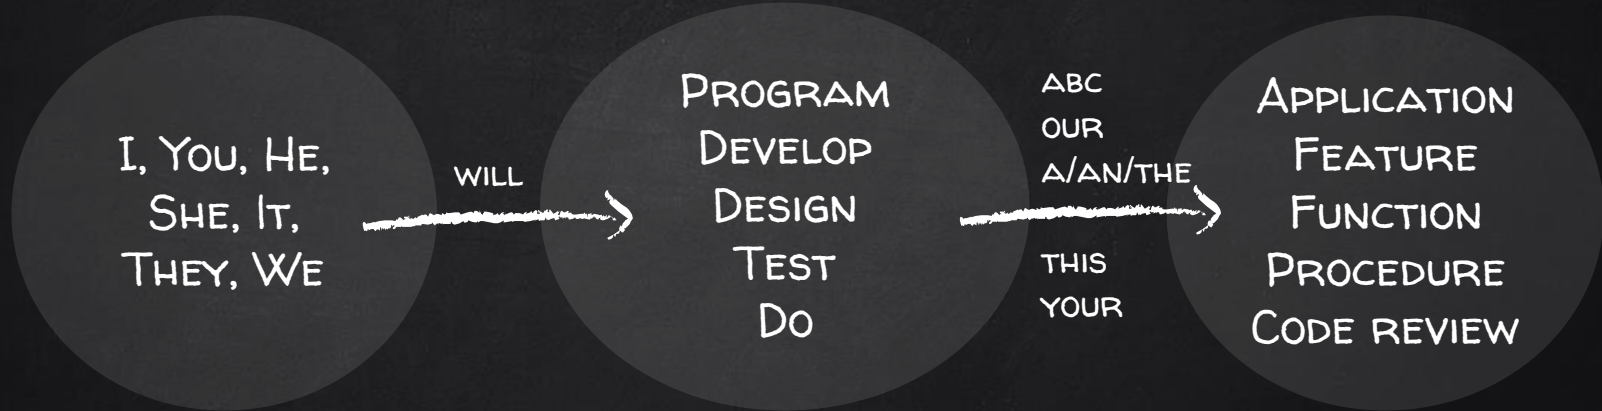 I, You, He,
She, It,
They, We
will
Program
Develop
Design
Test
Do
ABC
our
a/an/the
this
your
Application
Feature
Function
Procedure
Code review